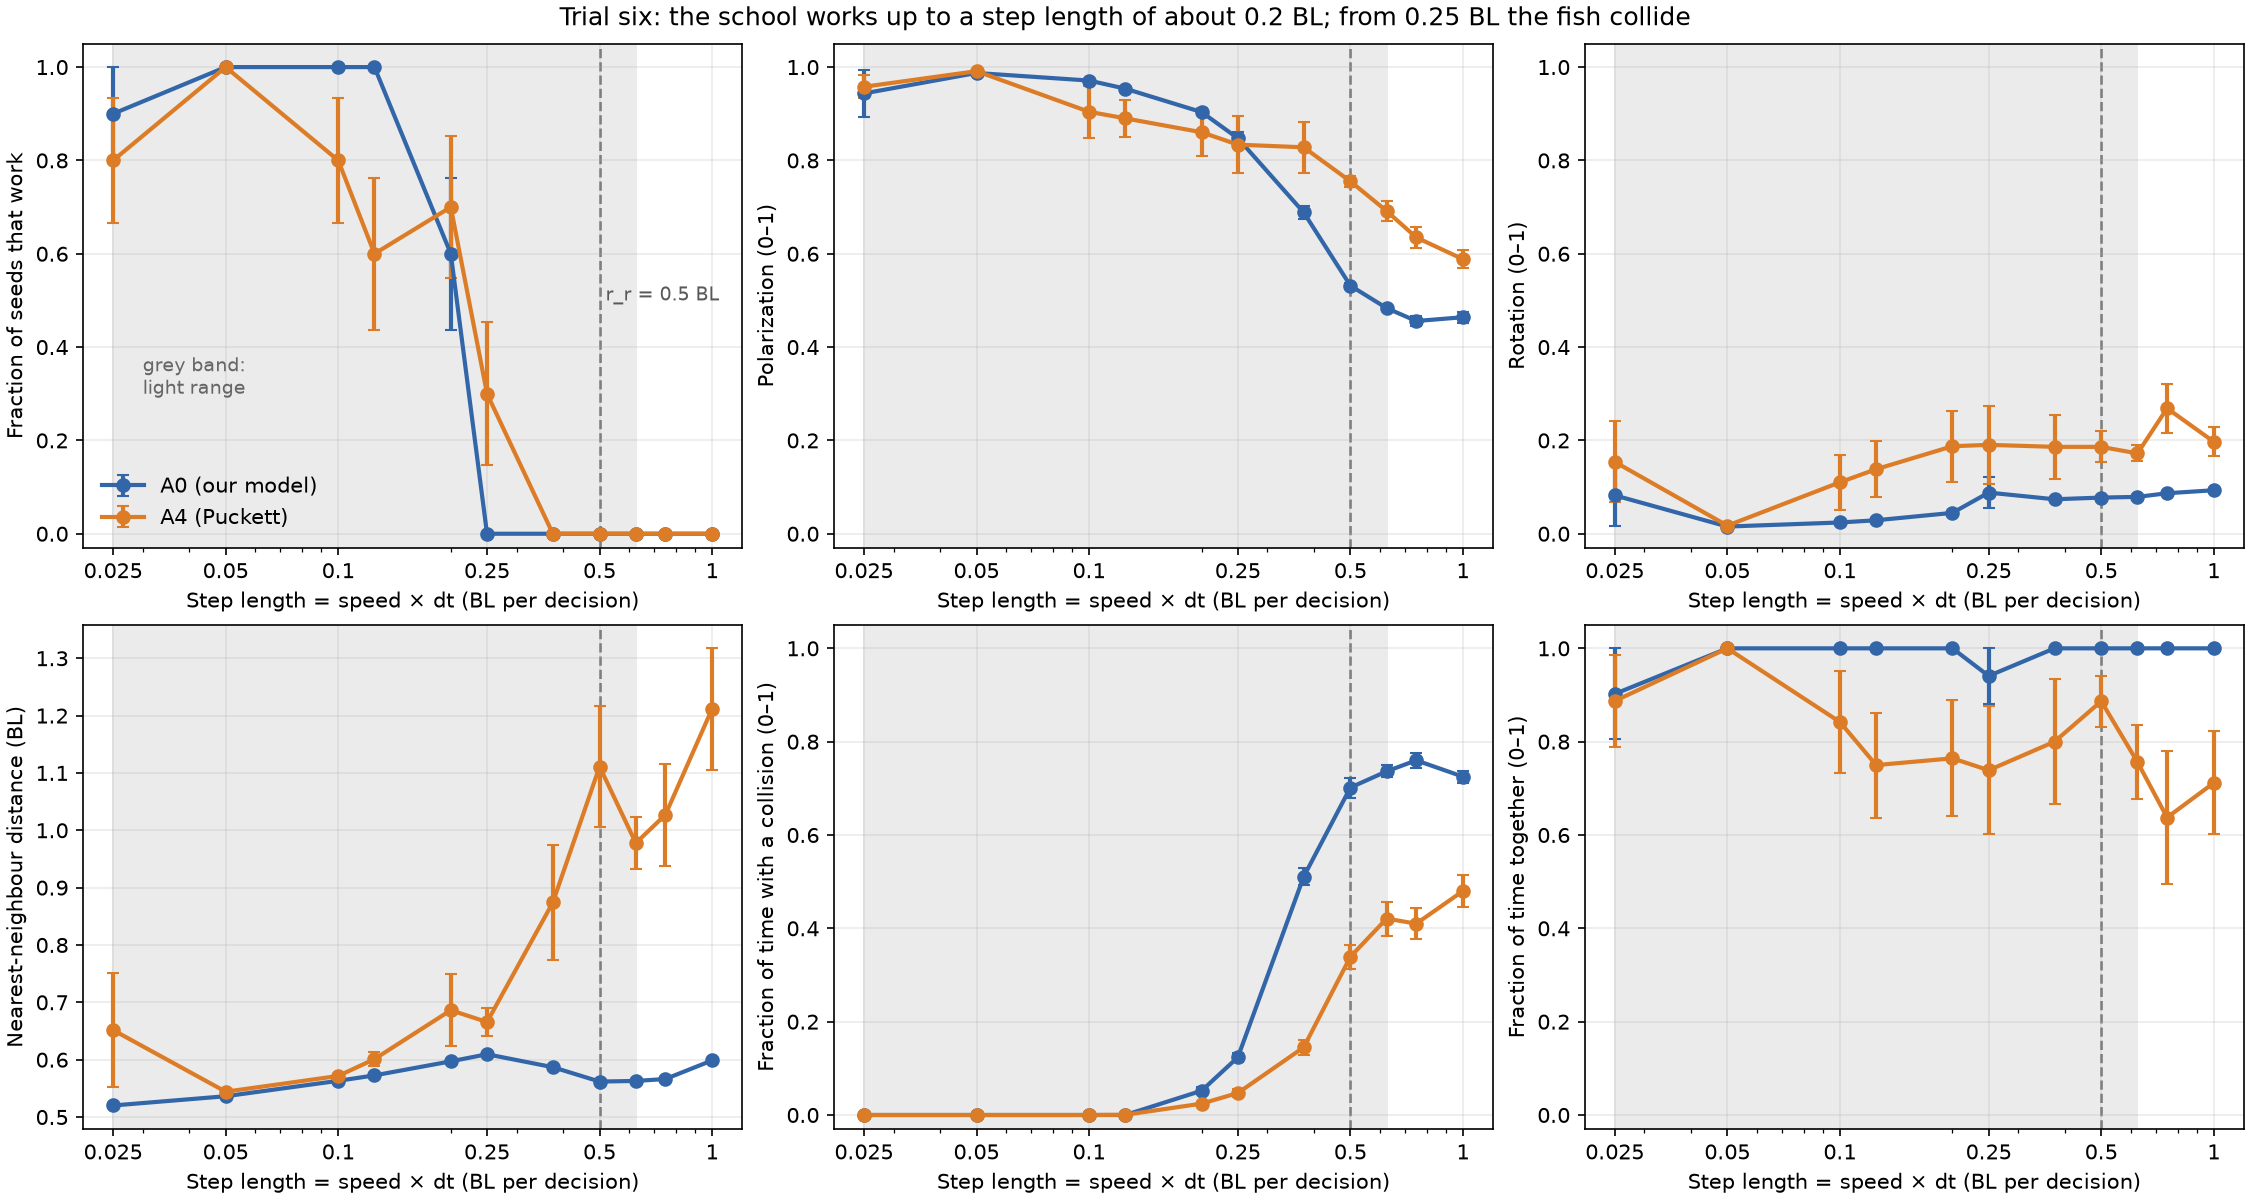 Trial six: the school works up to a step length of about 0.2 BL; from 0.25 BL the fish collide
Fraction of seeds that work
1.0
0.8
0.6
0.4
0.2
0.0
r_r = 0.5 BL
grey band:
light range
A0 (our model)
A4 (Puckett)
0.025 0.05 0.1 0.25 0.5 1
Step length = speed × dt (BL per decision)
Polarization (0–1)
1.0
0.8
0.6
0.4
0.2
0.0
0.025 0.05 0.1 0.25 0.5 1
Step length = speed × dt (BL per decision)
Rotation (0–1)
1.0
0.8
0.6
0.4
0.2
0.0
0.025 0.05 0.1 0.25 0.5 1
Step length = speed × dt (BL per decision)
Nearest-neighbour distance (BL)
1.3
1.2
1.1
1.0
0.9
0.8
0.7
0.6
0.5
0.025 0.05 0.1 0.25 0.5 1
Step length = speed × dt (BL per decision)
Fraction of time with a collision (0–1)
1.0
0.8
0.6
0.4
0.2
0.0
0.025 0.05 0.1 0.25 0.5 1
Step length = speed × dt (BL per decision)
Fraction of time together (0–1)
1.0
0.8
0.6
0.4
0.2
0.0
0.025 0.05 0.1 0.25 0.5 1
Step length = speed × dt (BL per decision)